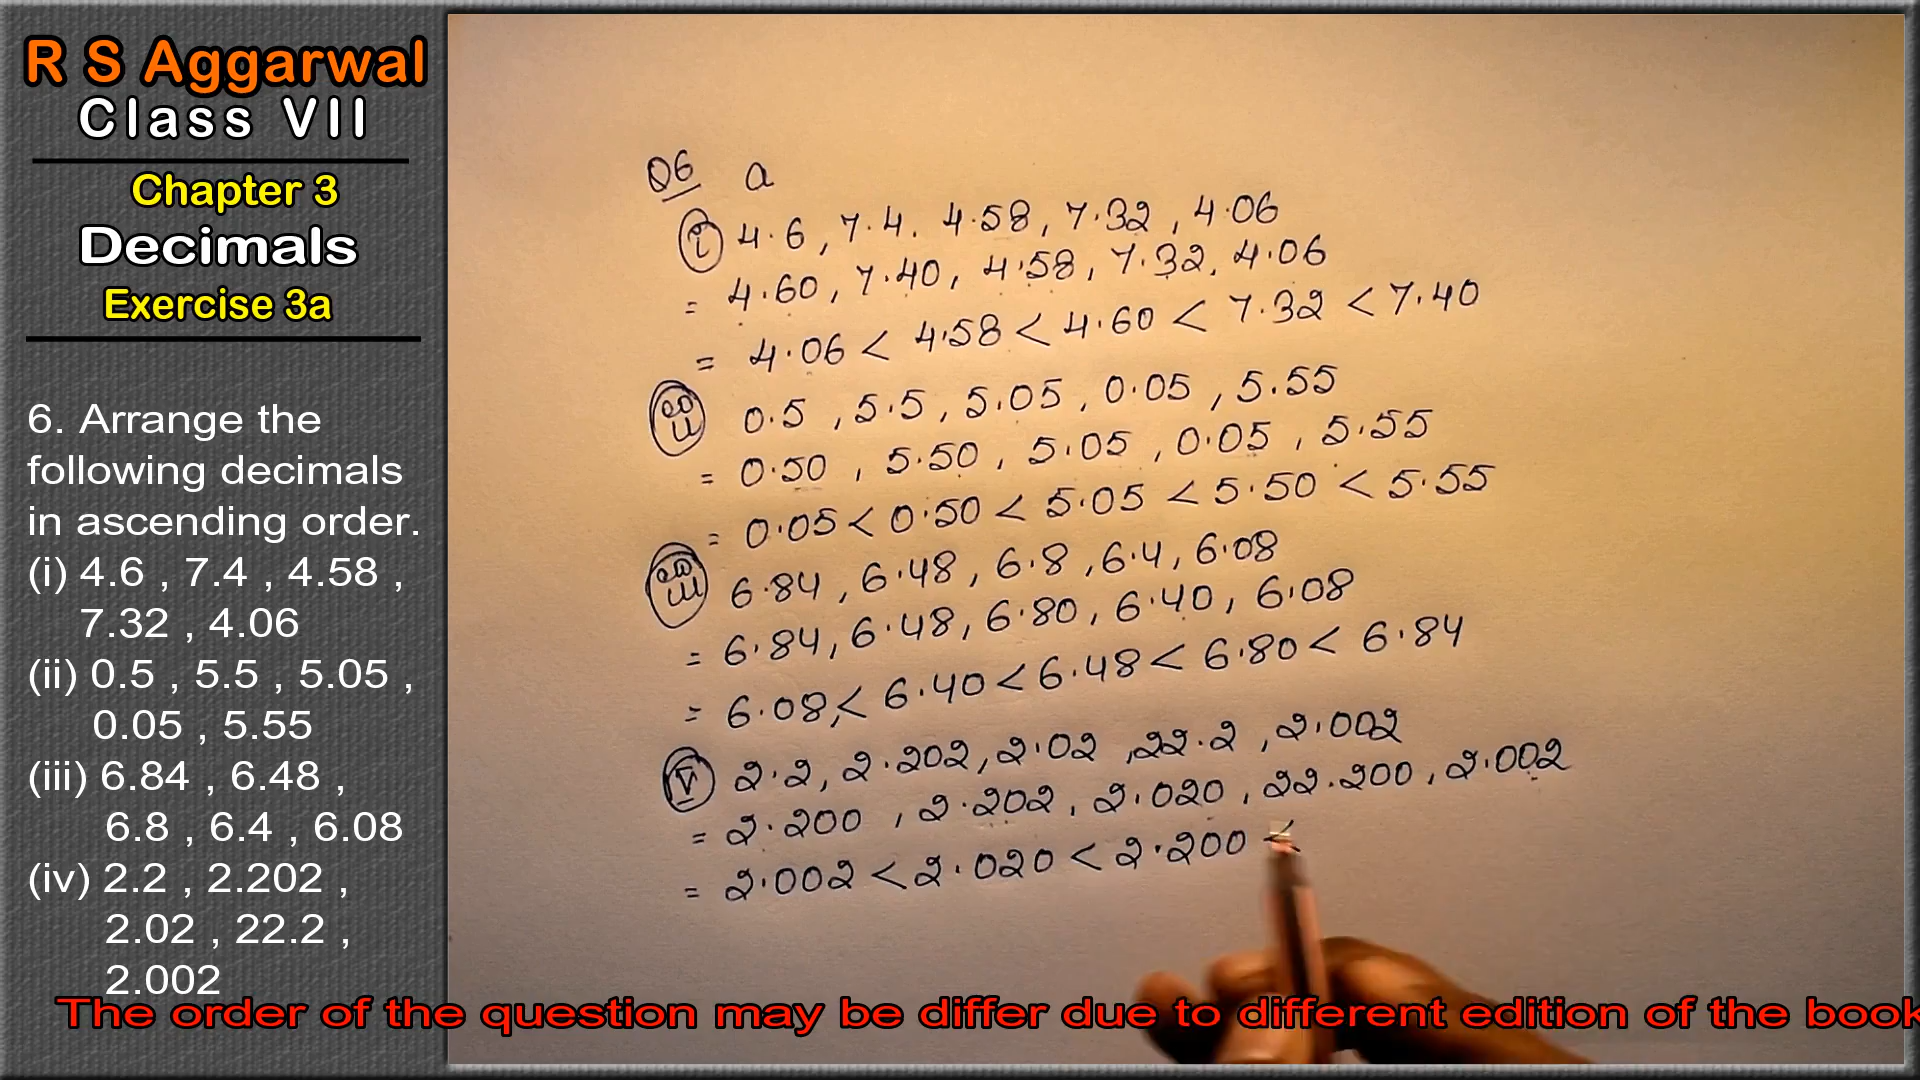 R S Aggarwal
Class VII
Chapter 3
Decimals
Exercise 3a
6. Arrange the
following decimals
in ascending order.
(i) 4.6 , 7.4 , 4.58 ,
7.32 , 4.06
(ii) 0.5 , 5.5 , 5.05 ,
0.05 , 5.55
(iii) 6.84 , 6.48 ,
6.8 , 6.4 , 6.08
(iv) 2.2 , 2.202 ,
2.02 , 22.2 ,
2.002
Q6 a
(i) 4.6, 7.4. 4.58, 7.32, 4.06
= 4.60, 7.40, 4.58, 7.32, 4.06
= 4.06 < 4.58 < 4.60 < 7.32 < 7.40
(ii) 0.5, 5.5, 5.05, 0.05, 5.55
= 0.50, 5.50, 5.05, 0.05, 5.55
= 0.05 < 0.50 < 5.05 < 5.50 < 5.55
(iii) 6.84, 6.48, 6.8, 6.4, 6.08
= 6.84, 6.48, 6.80, 6.40, 6.08
= 6.08, < 6.40 < 6.48 < 6.80 < 6.84
(V) 2.2, 2.202, 2.02, 22.2, 2.002
= 2.200, 2.202, 2.020, 22.200, 2.002
= 2.002 < 2.020 < 2.200 <
The order of the question may be differ due to different edition of the book